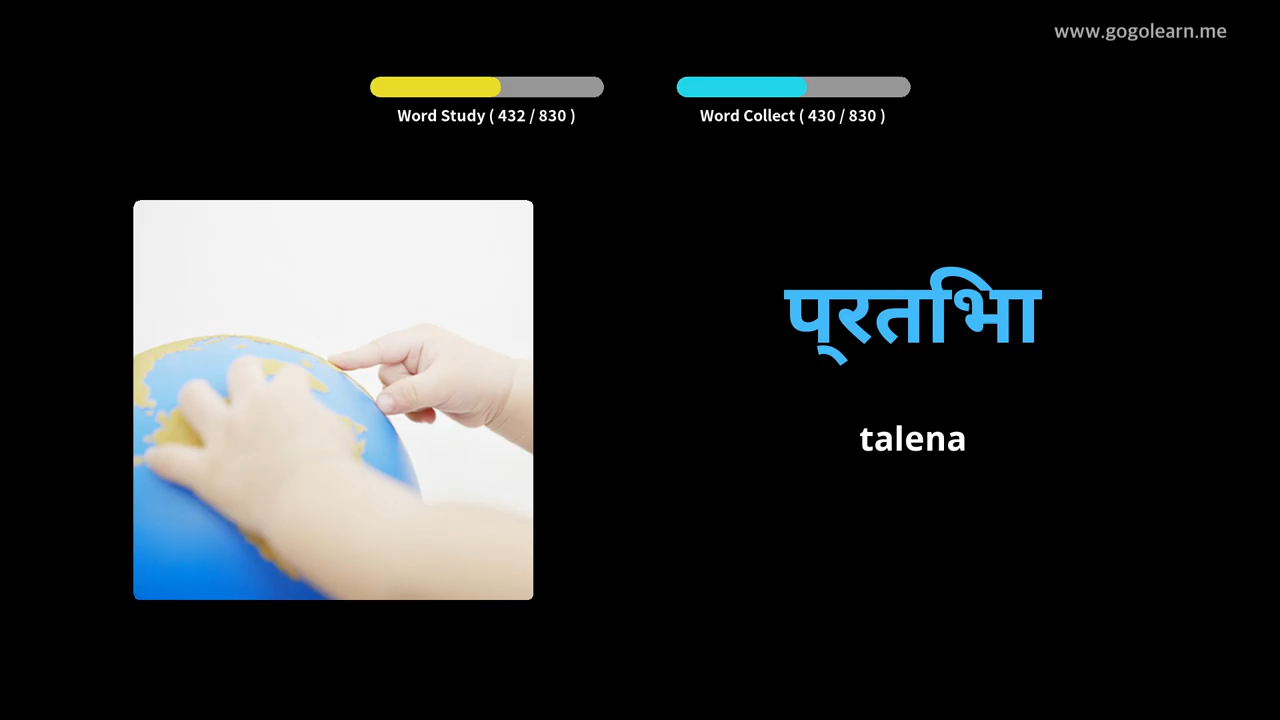 www.gogolearn.me
Word Study ( 432 / 830 )
Word Collect ( 430 / 830 )
प्रतिभा
talena